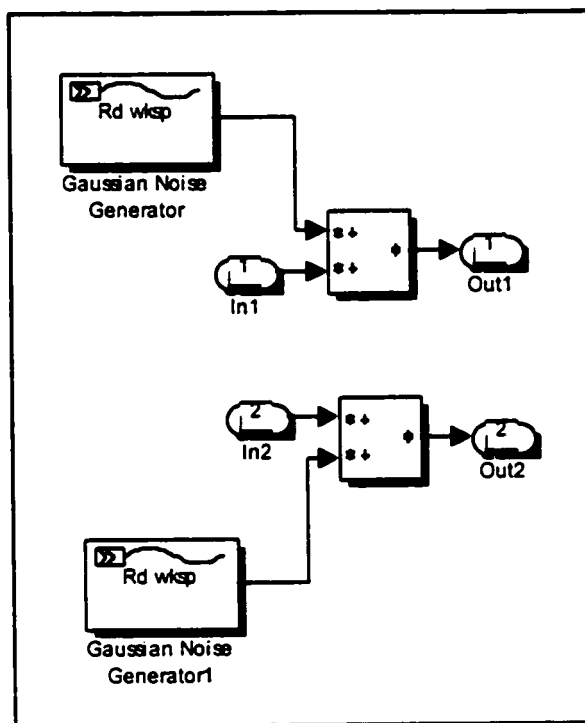 Rd wksp
Gaussian Noise
Generator
1
In1
1
Out1
2
In2
2
Out2
Rd wksp
Gaussian Noise
Generator1